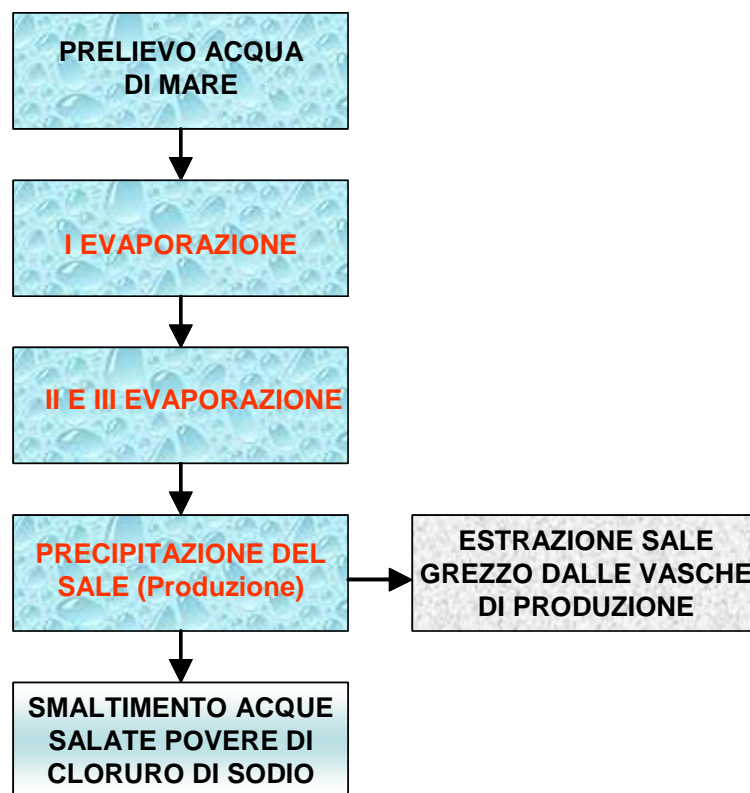 PRELIEVO ACQUA
DI MARE
I EVAPORAZIONE
II E III EVAPORAZIONE
PRECIPITAZIONE DEL
SALE (Produzione)
ESTRAZIONE SALE
GREZZO DALLE VASCHE
DI PRODUZIONE
SMALTIMENTO ACQUE
SALATE POVERE DI
CLORURO DI SODIO